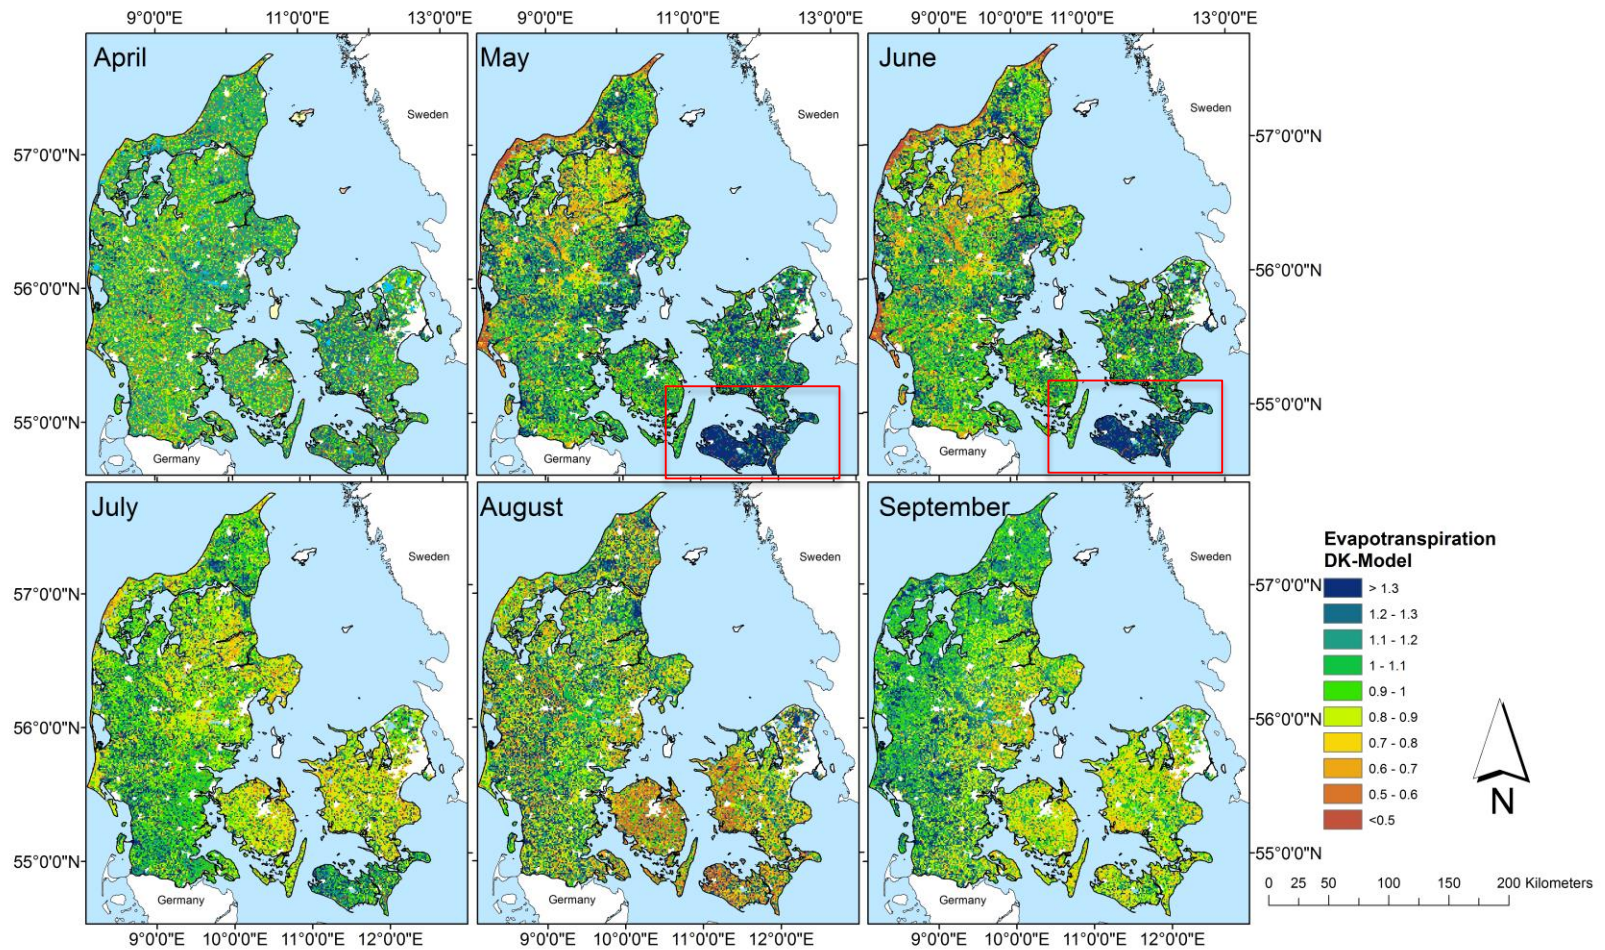 9°0'0"E
11°0'0"E
13°0'0"E
11°0'0"E
13°0'0"E
9°0'0"E
10°0'0"E
11°0'0"E
13°0'0"E
April
May
June
Sweden
Sweden
Sweden
57°0'0"N
57°0'0"N
56°0'0"N
56°0'0"N
55°0'0"N
55°0'0"N
Germany
Germany
Germany
July
August
September
Sweden
Sweden
Sweden
57°0'0"N
57°0'0"N
56°0'0"N
56°0'0"N
55°0'0"N
55°0'0"N
Germany
Germany
Germany
9°0'0"E
10°0'0"E
11°0'0"E
12°0'0"E
9°0'0"E
10°0'0"E
11°0'0"E
12°0'0"E
9°0'0"E
10°0'0"E
11°0'0"E
12°0'0"E
Evapotranspiration
DK-Model
> 1.3
1.2 - 1.3
1.1 - 1.2
1 - 1.1
0.9 - 1
0.8 - 0.9
0.7 - 0.8
0.6 - 0.7
0.5 - 0.6
<0.5
N
0 25 50 100 150 200 Kilometers